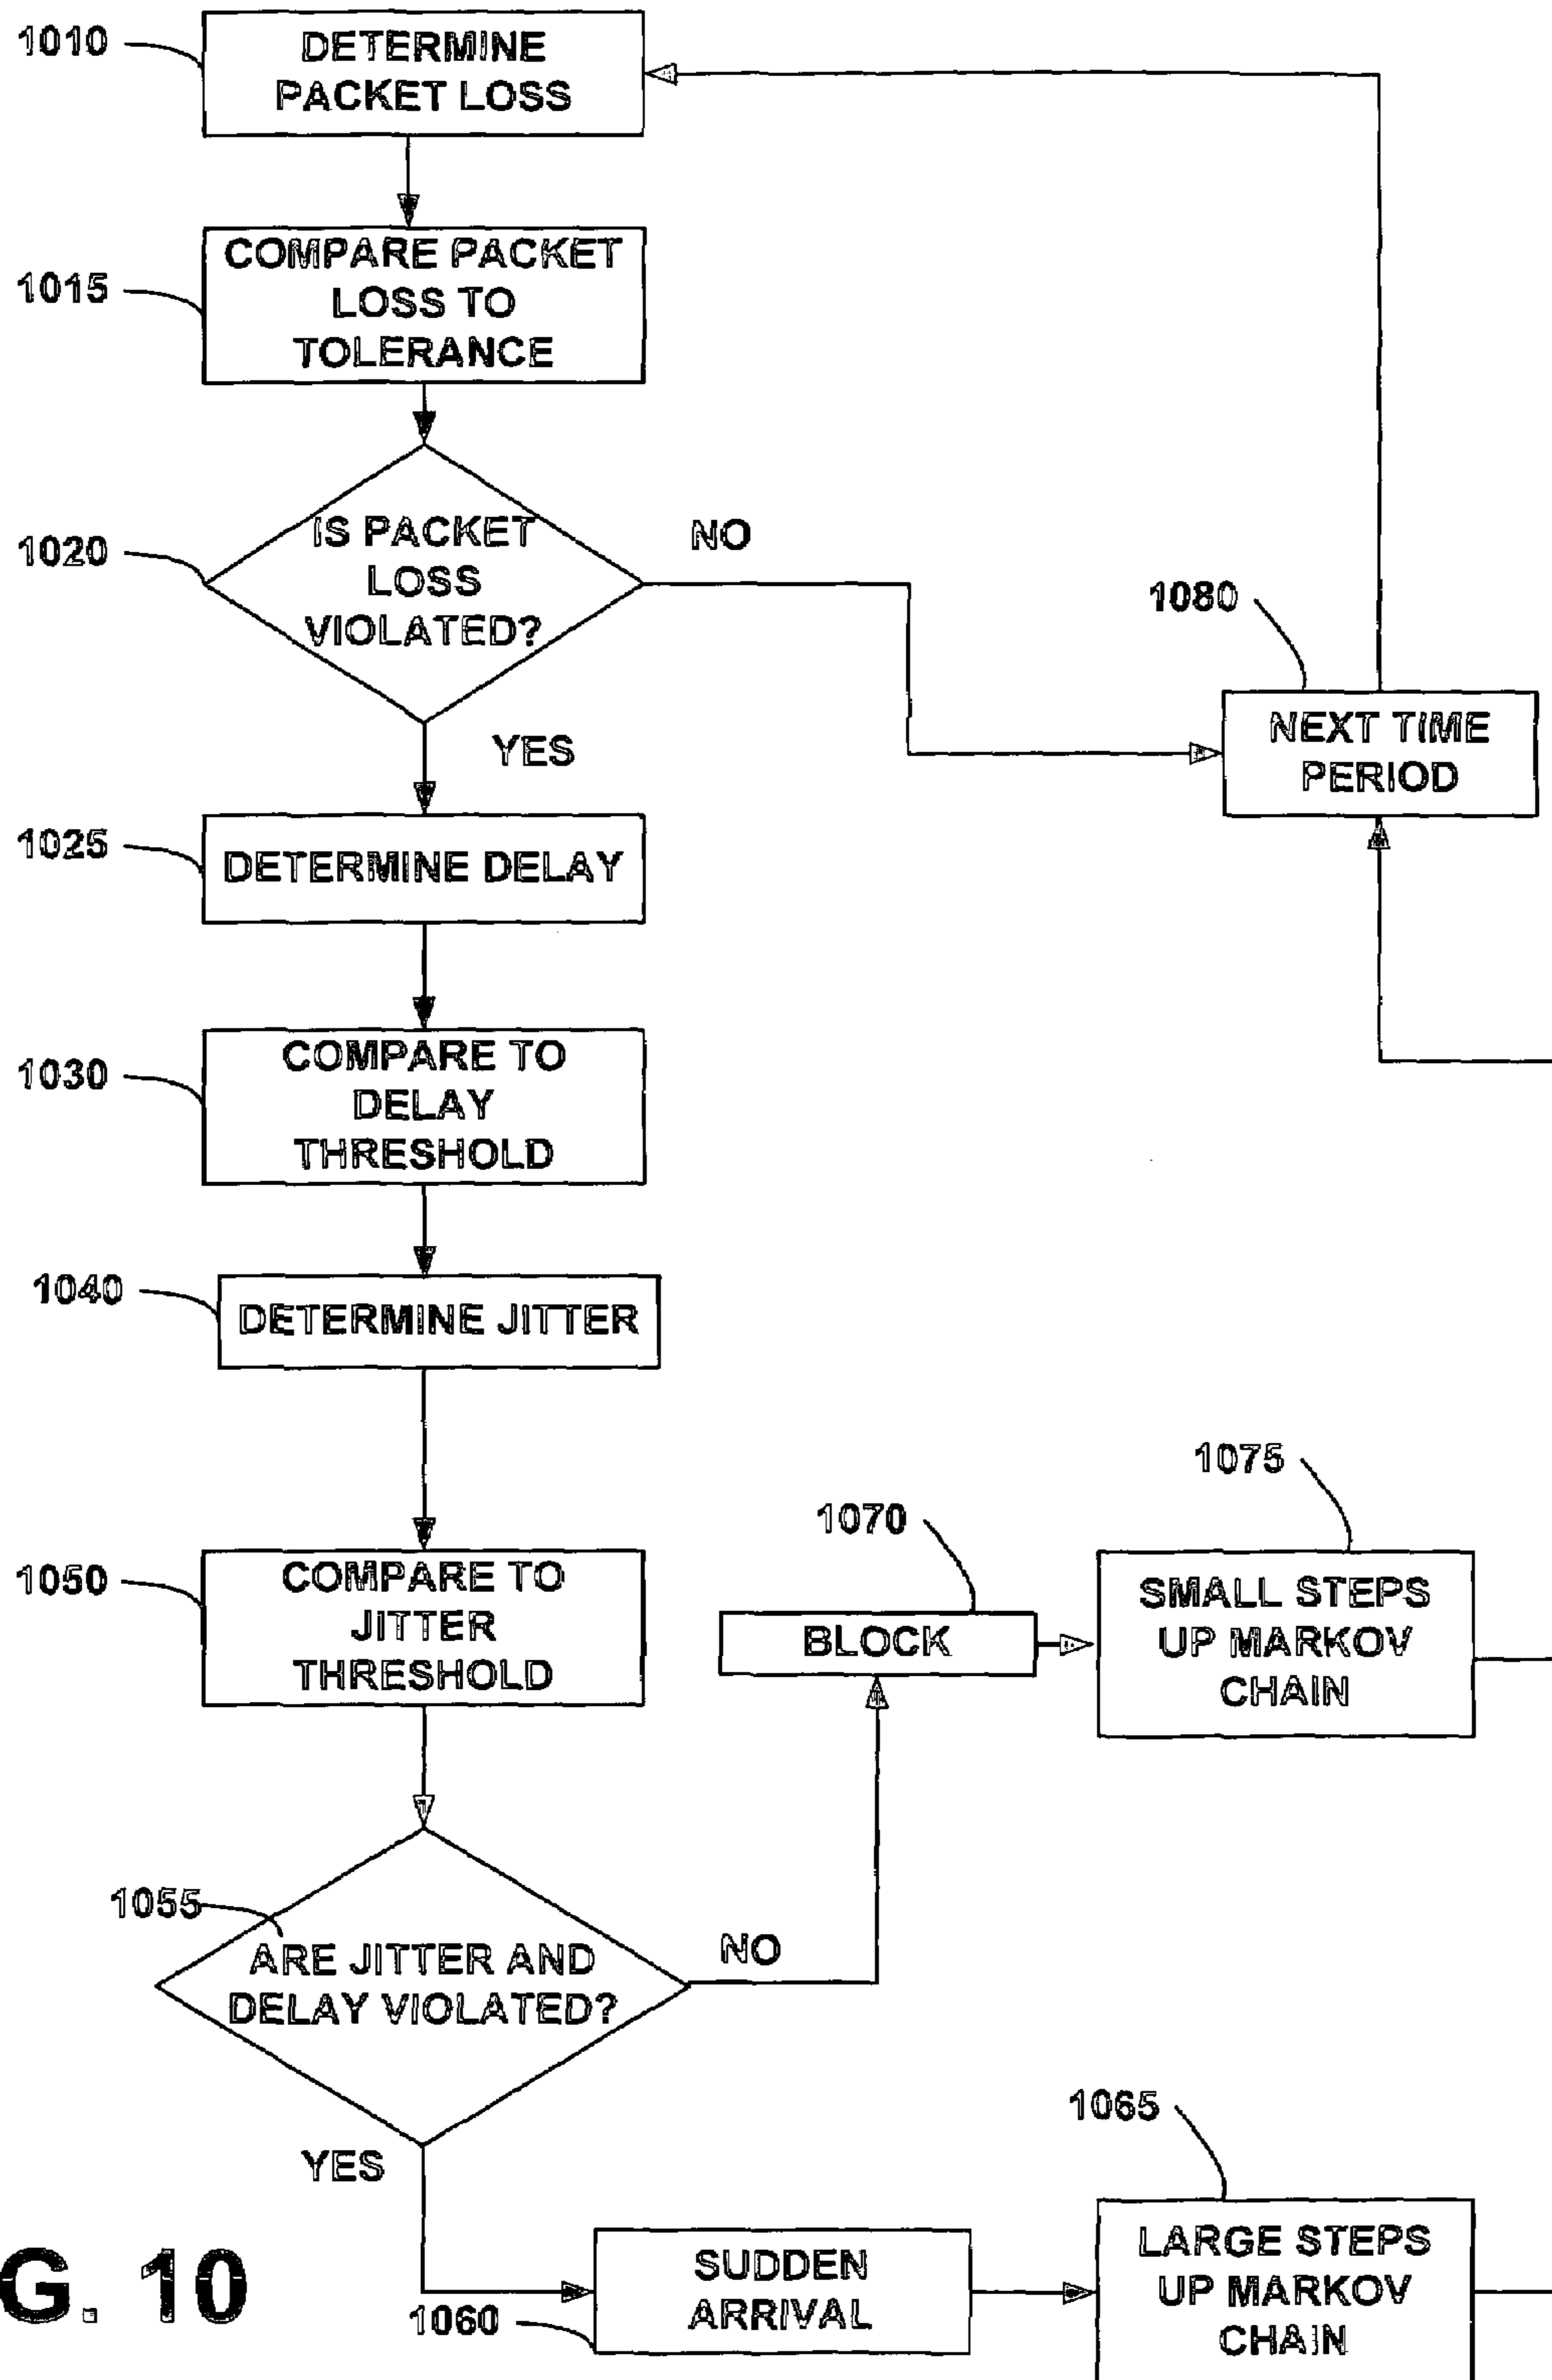 1010
DETERMINE
PACKET LOSS
1015
COMPARE PACKET
LOSS TO
TOLERANCE
1020
IS PACKET
LOSS
VIOLATED?
NO
YES
1080
NEXT TIME
PERIOD
1025
DETERMINE DELAY
1030
COMPARE TO
DELAY
THRESHOLD
1040
DETERMINE JITTER
1050
COMPARE TO
JITTER
THRESHOLD
1070
BLOCK
1075
SMALL STEPS
UP MARKOV
CHAIN
1055
ARE JITTER AND
DELAY VIOLATED?
NO
YES
1060
SUDDEN
ARRIVAL
1065
LARGE STEPS
UP MARKOV
CHAIN
G. 10